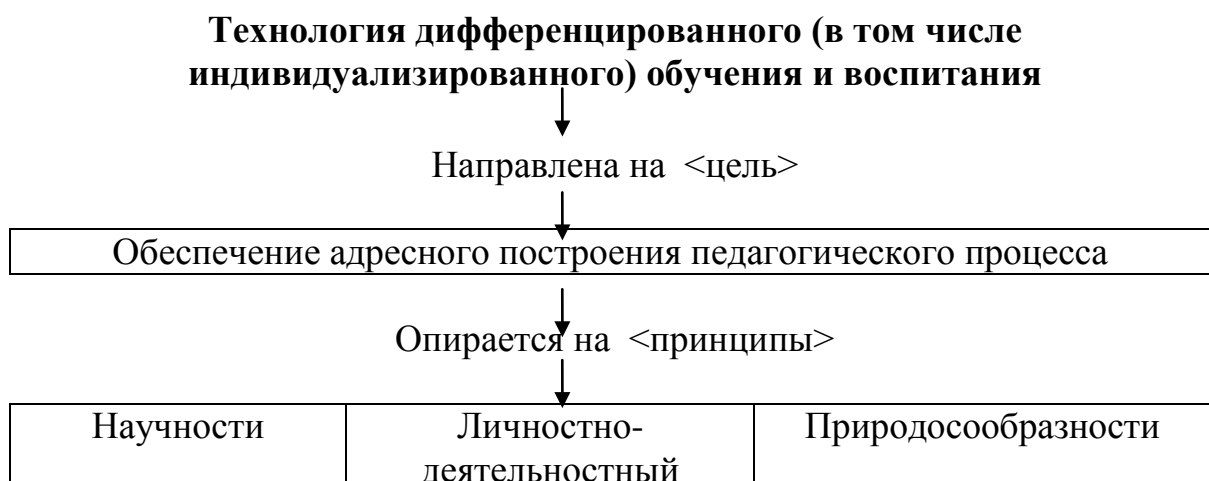 Технология дифференцированного (в том числе
индивидуализированного) обучения и воспитания
Направлена на <цель>
Обеспечение адресного построения педагогического процесса
Опирается на <принципы>
Научности
Личностно-
деятельностный
Природосообразности